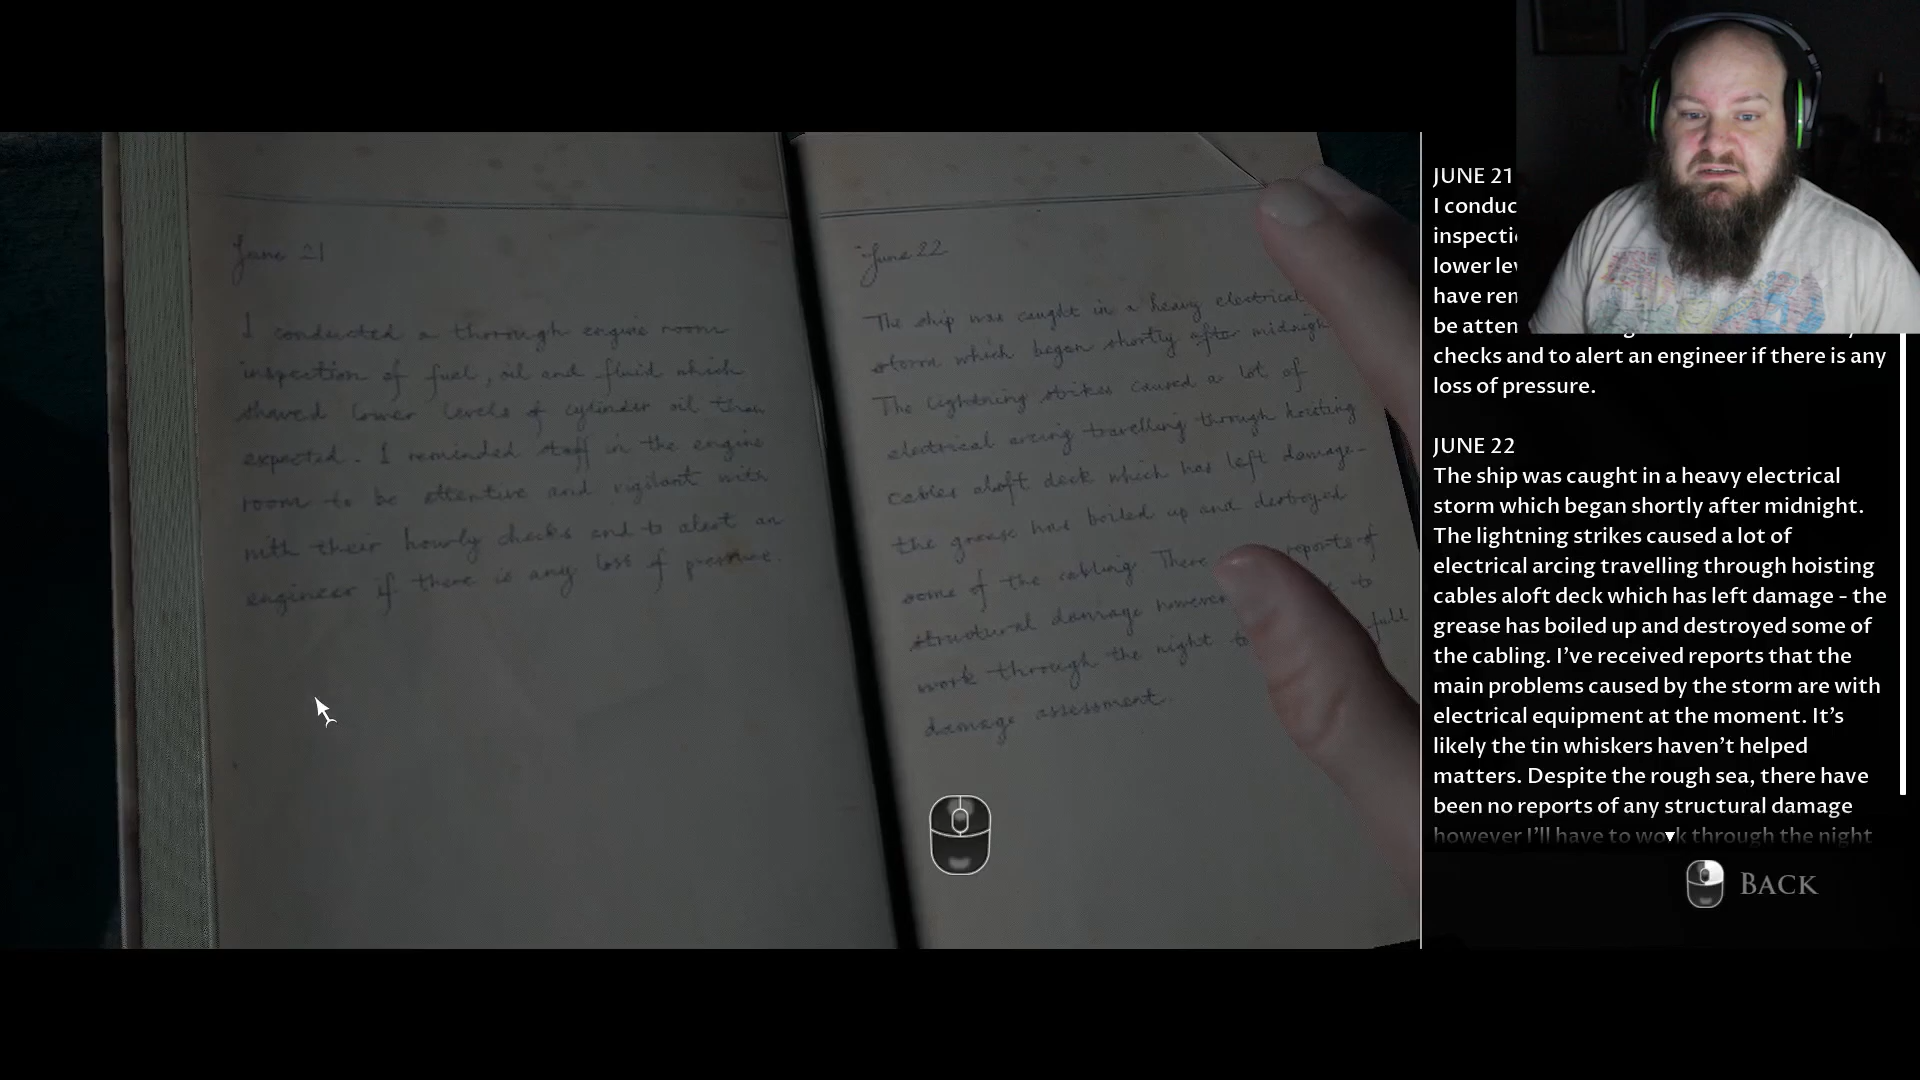 June 21
I conducted a thorough engine room
inspection of fuel, oil and fluid which
showed lower levels of cylinder oil than
expected. I reminded staff in the engine
room to be attentive and vigilant with
with their hourly checks and to alert an
engineer if there is any loss of pressure.
June 22
The ship was caught in a heavy electrical
storm which began shortly after midnigh
The lightning strikes caused a lot of
electrical arcing travelling through hoisting
cables aloft deck which has left damage-
the grease has boiled up and destroyed
some of the cabling There reports of
structural damage however to
work through the night to full
damage assessment.
JUNE 21
I conduc
inspecti
lower lev
have ren
be atten
checks and to alert an engineer if there is any
loss of pressure.
JUNE 22
The ship was caught in a heavy electrical
storm which began shortly after midnight.
The lightning strikes caused a lot of
electrical arcing travelling through hoisting
cables aloft deck which has left damage - the
grease has boiled up and destroyed some of
the cabling. I've received reports that the
main problems caused by the storm are with
electrical equipment at the moment. It's
likely the tin whiskers haven't helped
matters. Despite the rough sea, there have
been no reports of any structural damage
however I'll have to work through the night
BACK